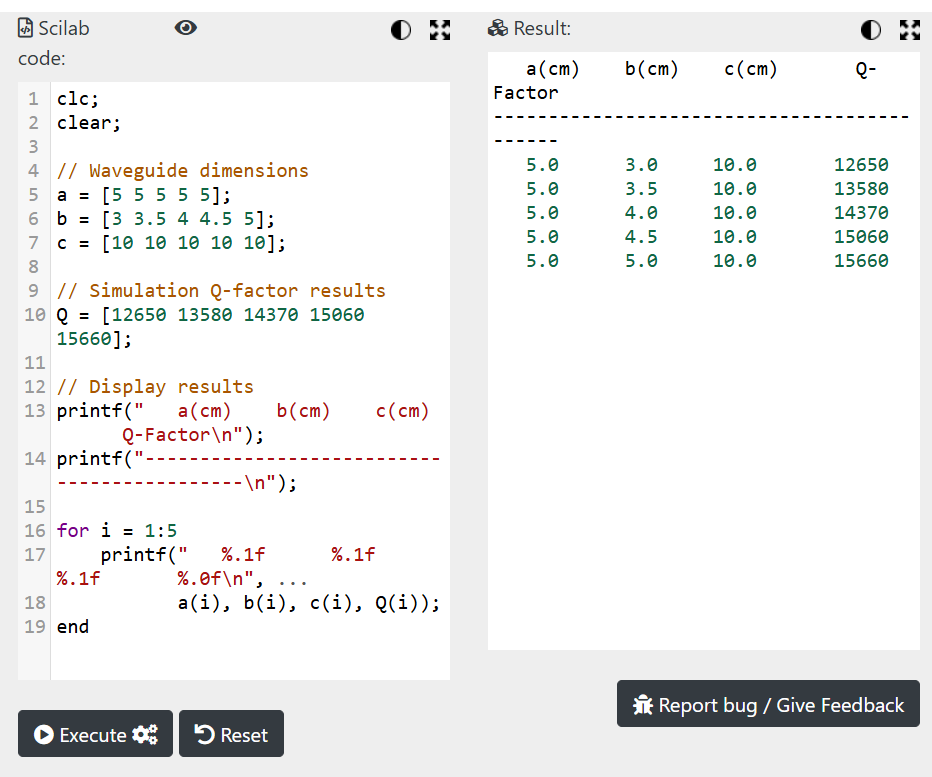 Scilab
code:
1 clc;
2 clear;
3
4 // Waveguide dimensions
5 a = [5 5 5 5 5];
6 b = [3 3.5 4 4.5 5];
7 c = [10 10 10 10 10];
8
9 // Simulation Q-factor results
10 Q = [12650 13580 14370 15060
15660];
11
12 // Display results
13 printf("   a(cm)    b(cm)    c(cm)
      Q-Factor\n");
14 printf("---------------------------
-----------------\n");
15
16 for i = 1:5
17     printf("   %.1f      %.1f
%.1f       %.0f\n", ...
18            a(i), b(i), c(i), Q(i));
19 end
Execute
Reset
Result:
   a(cm)    b(cm)    c(cm)       Q-
Factor
--------------------------------------
------
   5.0      3.0     10.0       12650
   5.0      3.5     10.0       13580
   5.0      4.0     10.0       14370
   5.0      4.5     10.0       15060
   5.0      5.0     10.0       15660
Report bug / Give Feedback